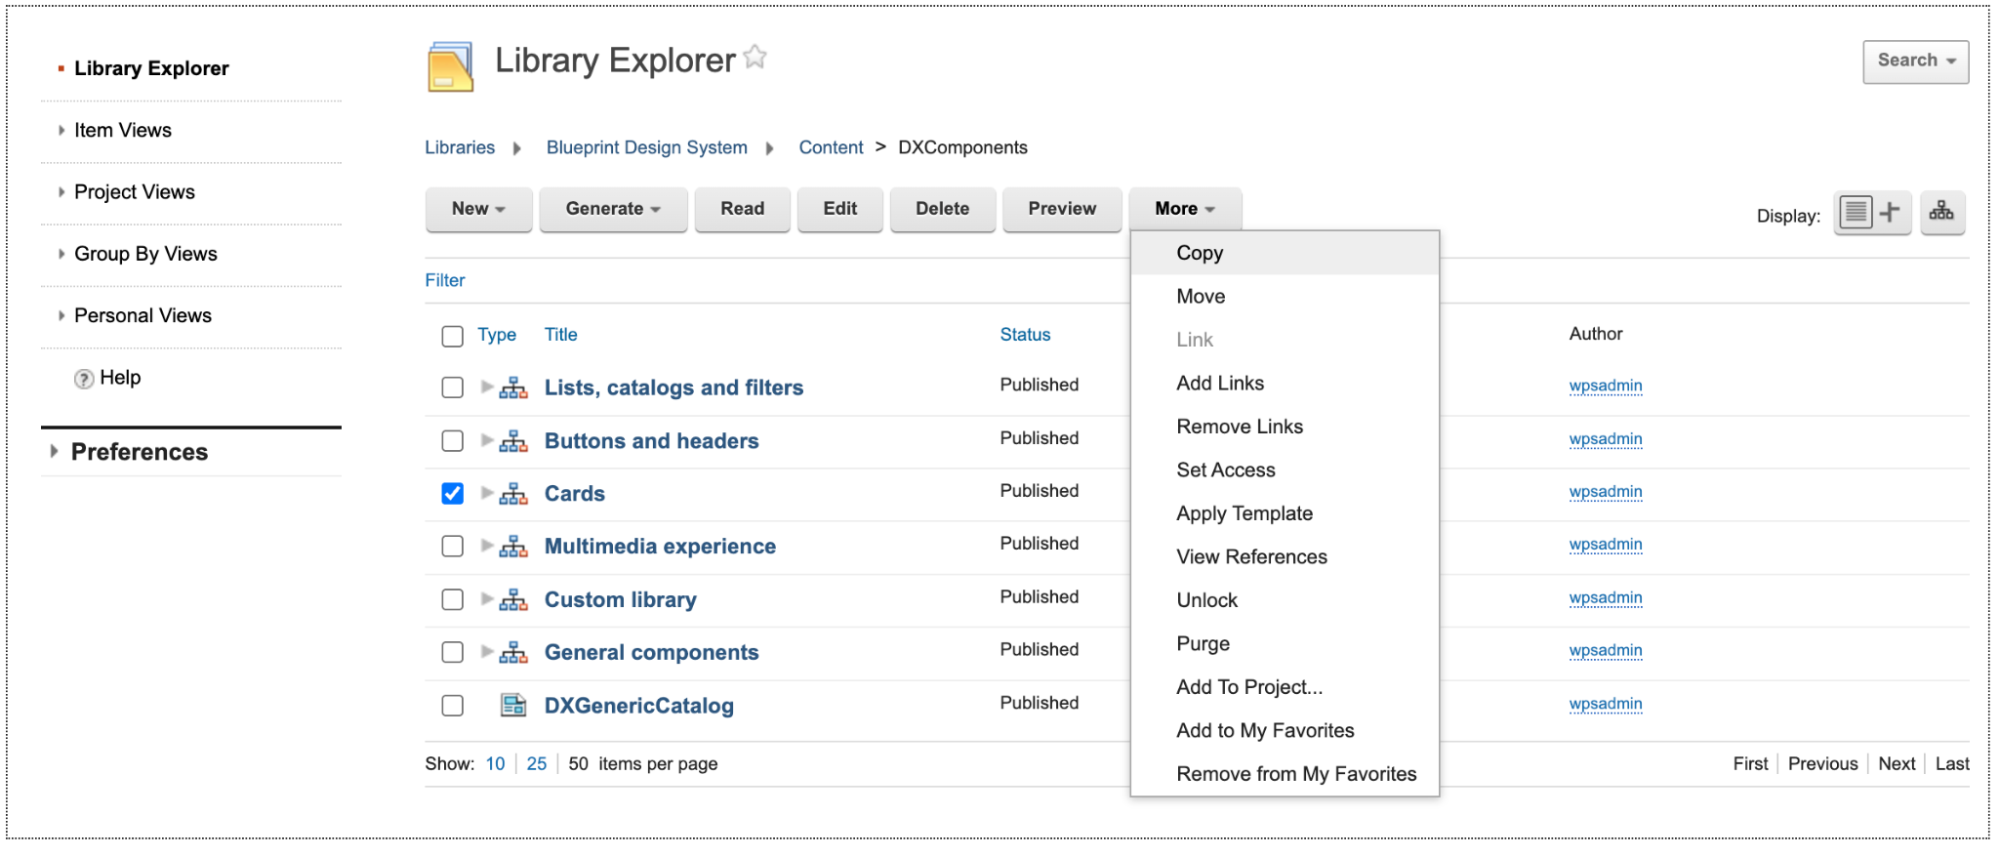 Library Explorer
Item Views
Project Views
Group By Views
Personal Views
? Help
Preferences
Library Explorer
Search
Libraries Blueprint Design System Content > DXComponents
New Generate Read Edit Delete Preview More
Display:
Filter
Type Title Status Author
Lists, catalogs and filters Published wpsadmin
Buttons and headers Published wpsadmin
Cards Published wpsadmin
Multimedia experience Published wpsadmin
Custom library Published wpsadmin
General components Published wpsadmin
DXGenericCatalog Published wpsadmin
Copy
Move
Link
Add Links
Remove Links
Set Access
Apply Template
View References
Unlock
Purge
Add To Project...
Add to My Favorites
Remove from My Favorites
Show: 10 25 50 items per page
First Previous Next Last